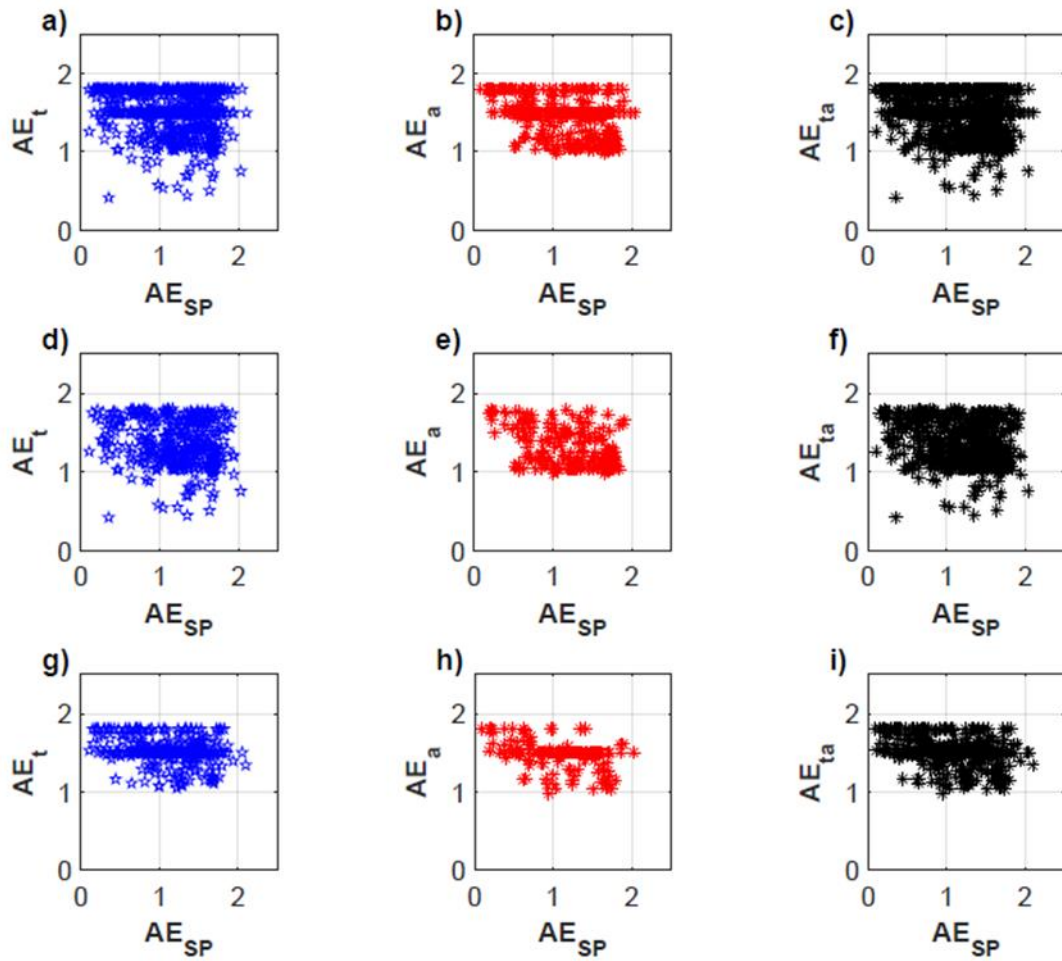 a) b) c)
2 2 2
AE_t AE_a AE_ta
1 1 1
0 0 0
0 1 2 0 1 2 0 1 2
AE_SP AE_SP AE_SP
d) e) f)
2 2 2
AE_t AE_a AE_ta
1 1 1
0 0 0
0 1 2 0 1 2 0 1 2
AE_SP AE_SP AE_SP
g) h) i)
2 2 2
AE_t AE_a AE_ta
1 1 1
0 0 0
0 1 2 0 1 2 0 1 2
AE_SP AE_SP AE_SP